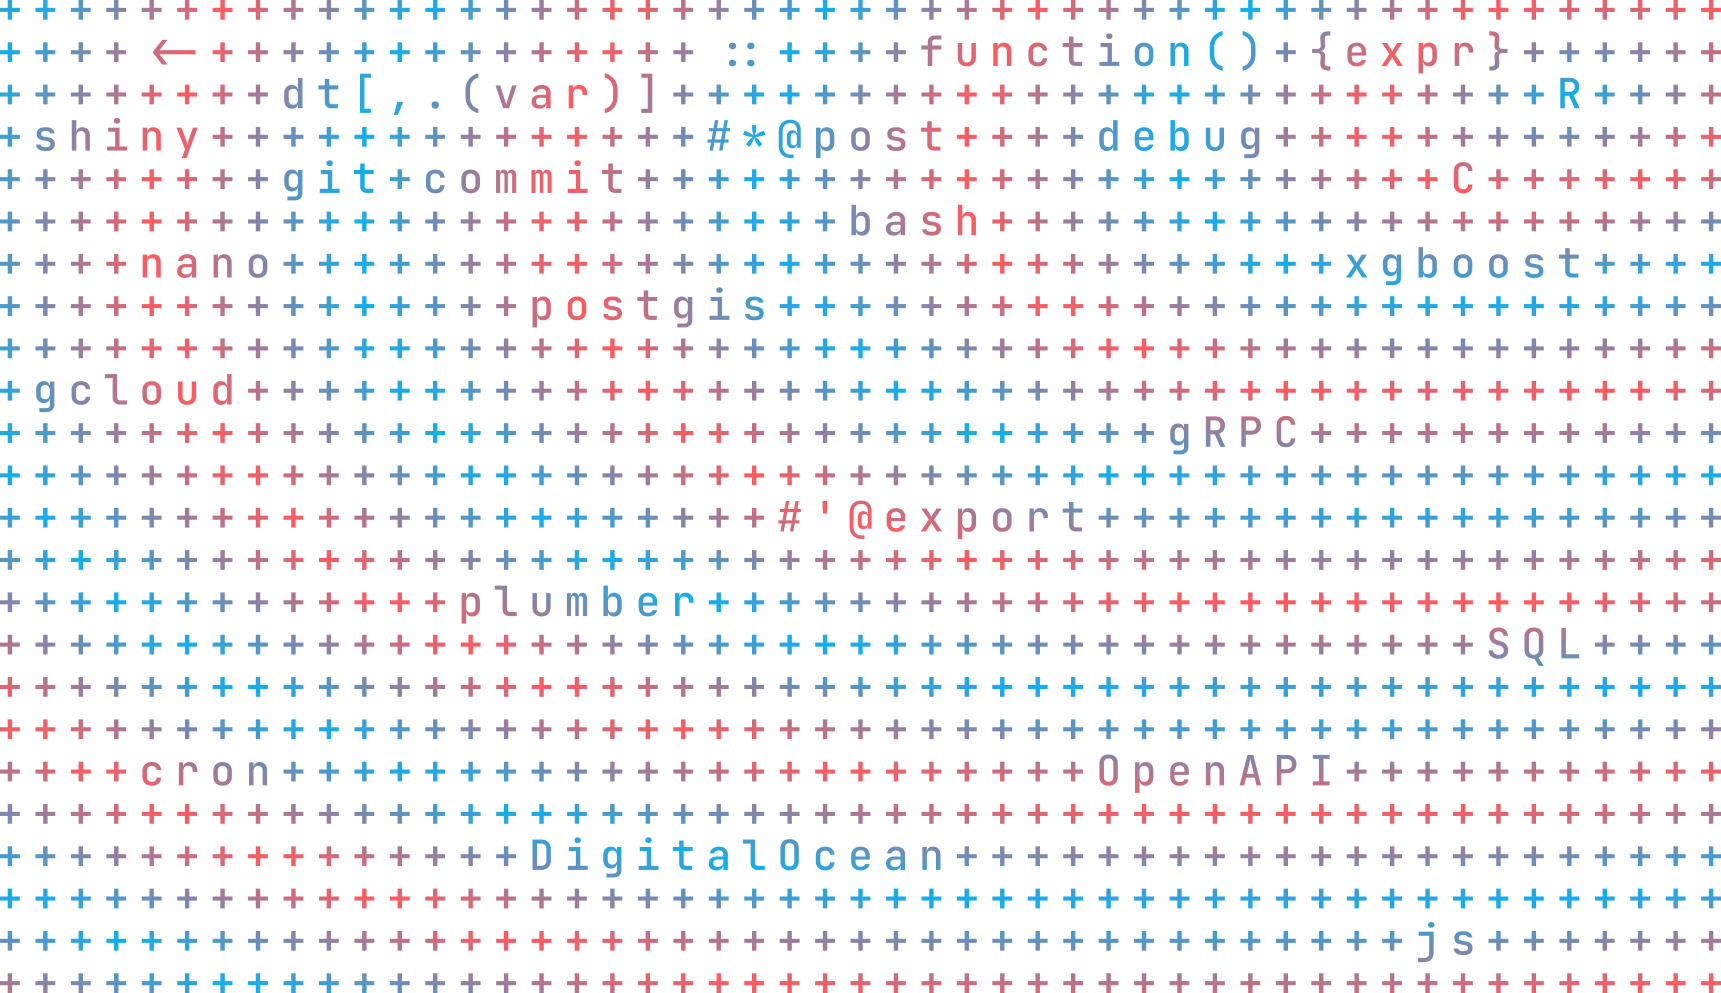 ← :: function() {expr}
dt[,.(var)] R
shiny #*@post debug
git+commit C
bash
nano xgboost
postgis
gcloud
gRPC
#'@export
plumber
SQL
cron OpenAPI
DigitalOcean
js